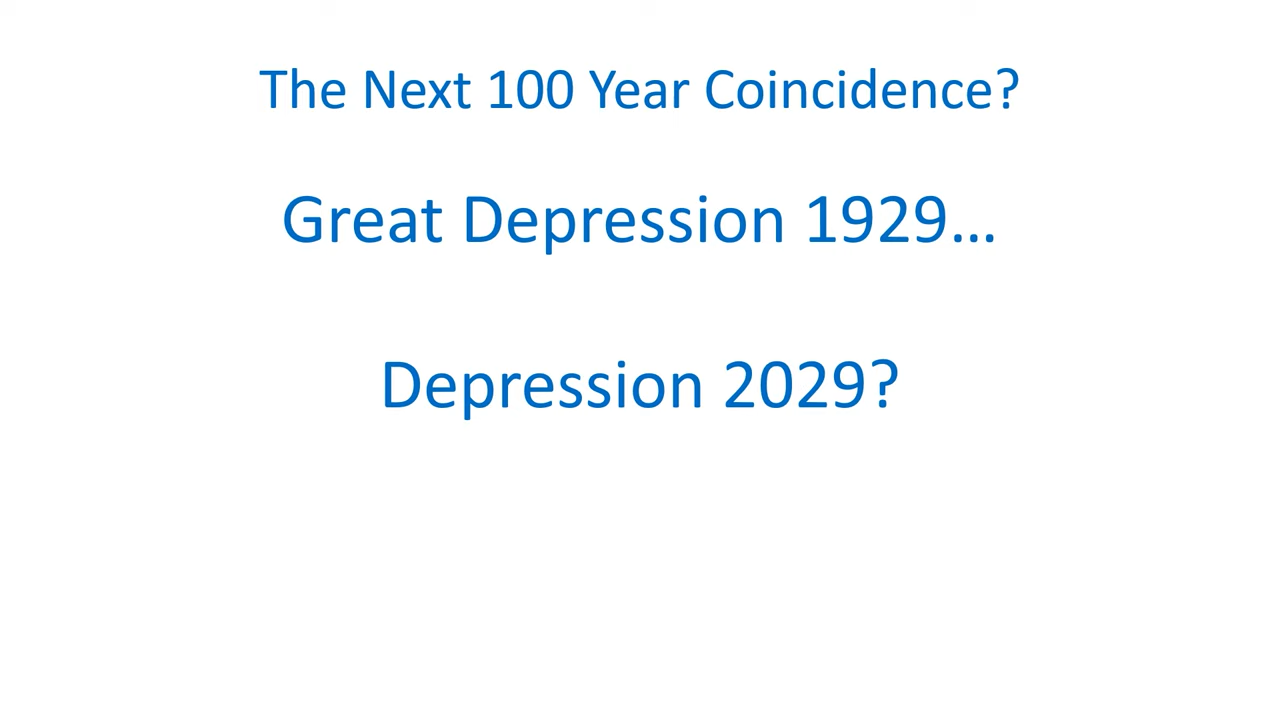 The Next 100 Year Coincidence?
Great Depression 1929…
Depression 2029?